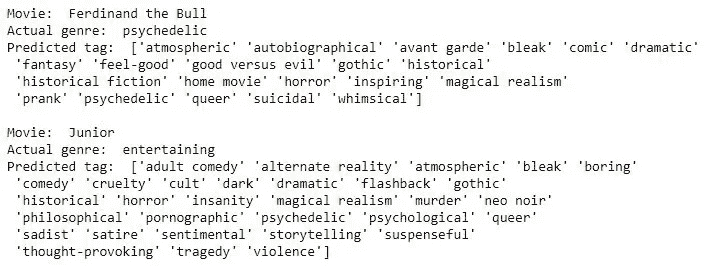 Movie:  Ferdinand the Bull
Actual genre:  psychedelic
Predicted tag:  ['atmospheric' 'autobiographical' 'avant garde' 'bleak' 'comic' 'dramatic'
 'fantasy' 'feel-good' 'good versus evil' 'gothic' 'historical'
 'historical fiction' 'home movie' 'horror' 'inspiring' 'magical realism'
 'prank' 'psychedelic' 'queer' 'suicidal' 'whimsical']

Movie:  Junior
Actual genre:  entertaining
Predicted tag:  ['adult comedy' 'alternate reality' 'atmospheric' 'bleak' 'boring'
 'comedy' 'cruelty' 'cult' 'dark' 'dramatic' 'flashback' 'gothic'
 'historical' 'horror' 'insanity' 'magical realism' 'murder' 'neo noir'
 'philosophical' 'pornographic' 'psychedelic' 'psychological' 'queer'
 'sadist' 'satire' 'sentimental' 'storytelling' 'suspenseful'
 'thought-provoking' 'tragedy' 'violence']